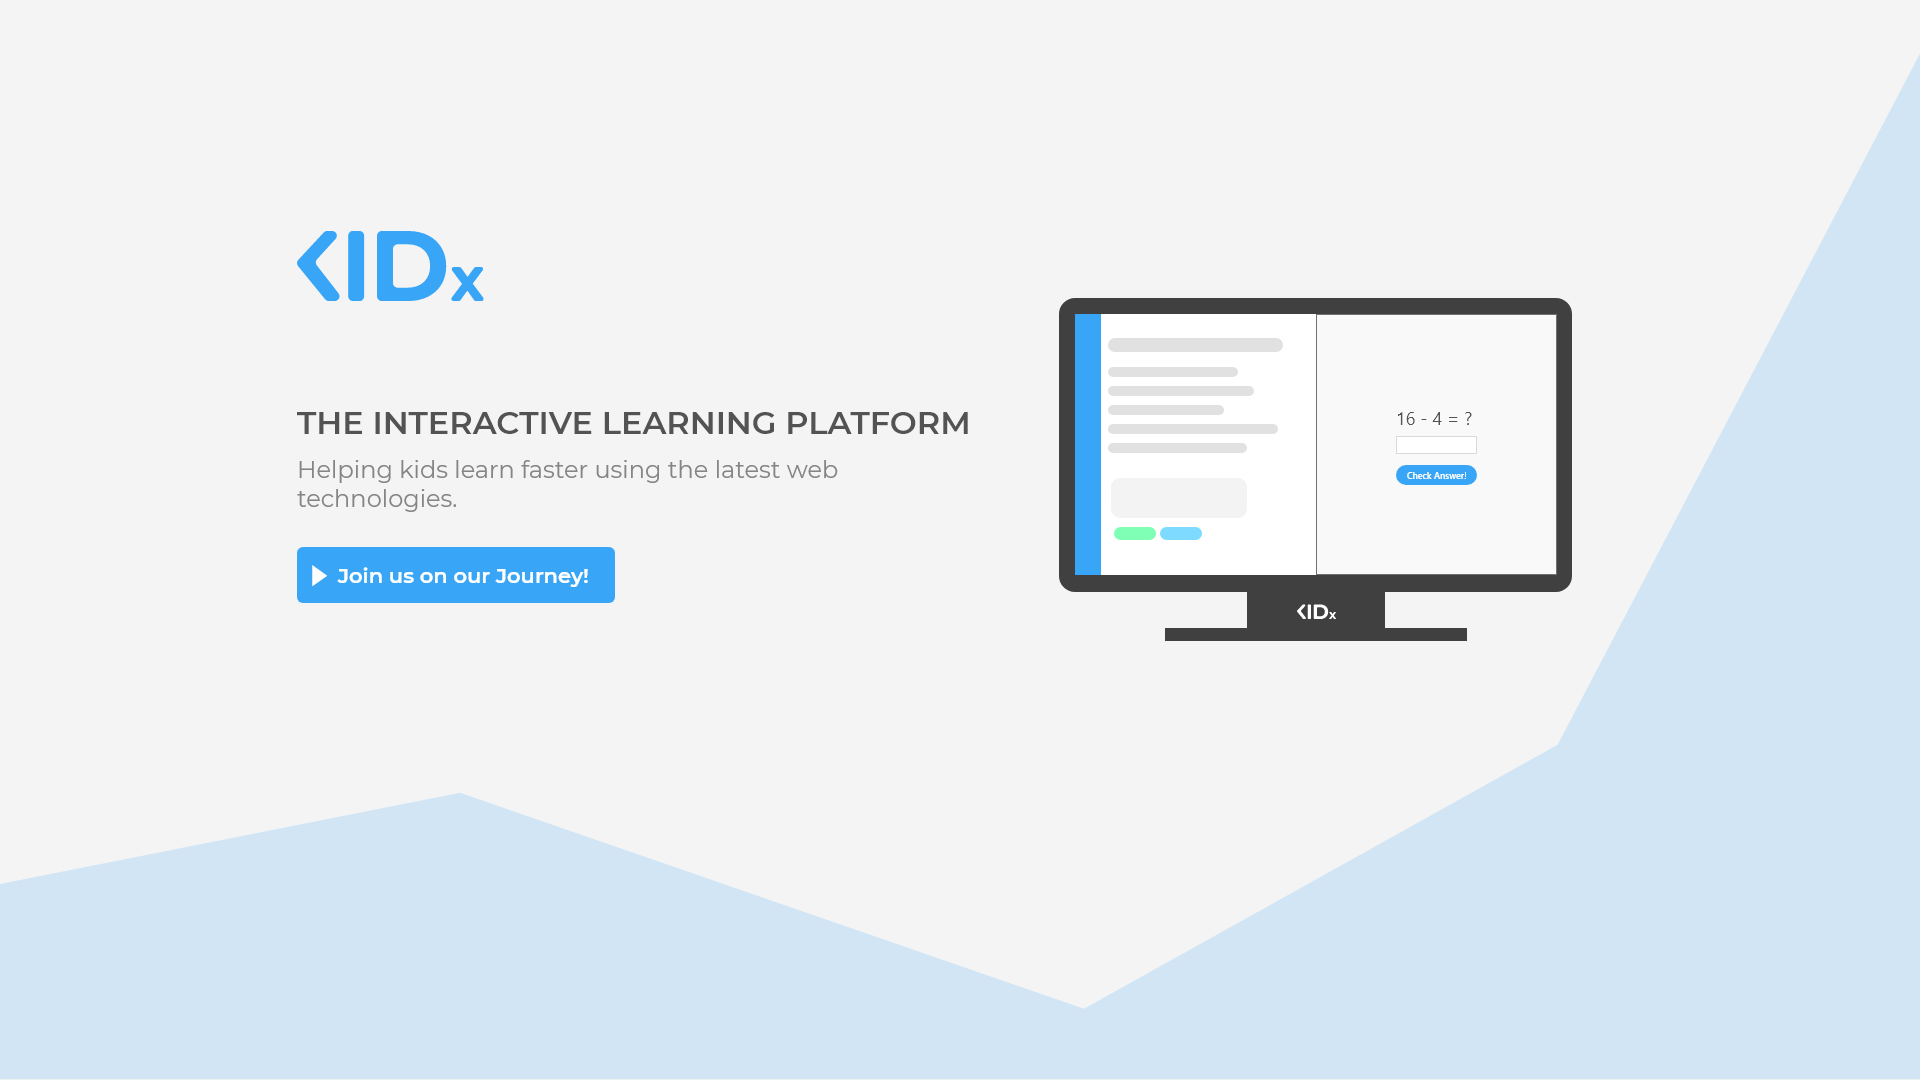 KIDx
THE INTERACTIVE LEARNING PLATFORM
Helping kids learn faster using the latest web
technologies.
Join us on our Journey!
16 - 4 = ?
Check Answer!
KIDx